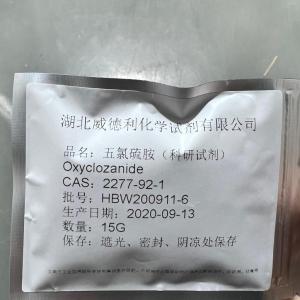 湖北威德利化学试剂有限公司
品名：五氯硫胺（科研试剂）
Oxyclozanide
CAS：2277-92-1
批号：HBW200911-6
生产日期：2020-09-13
数量：15G
保存：遮光、密封、阴凉处保存